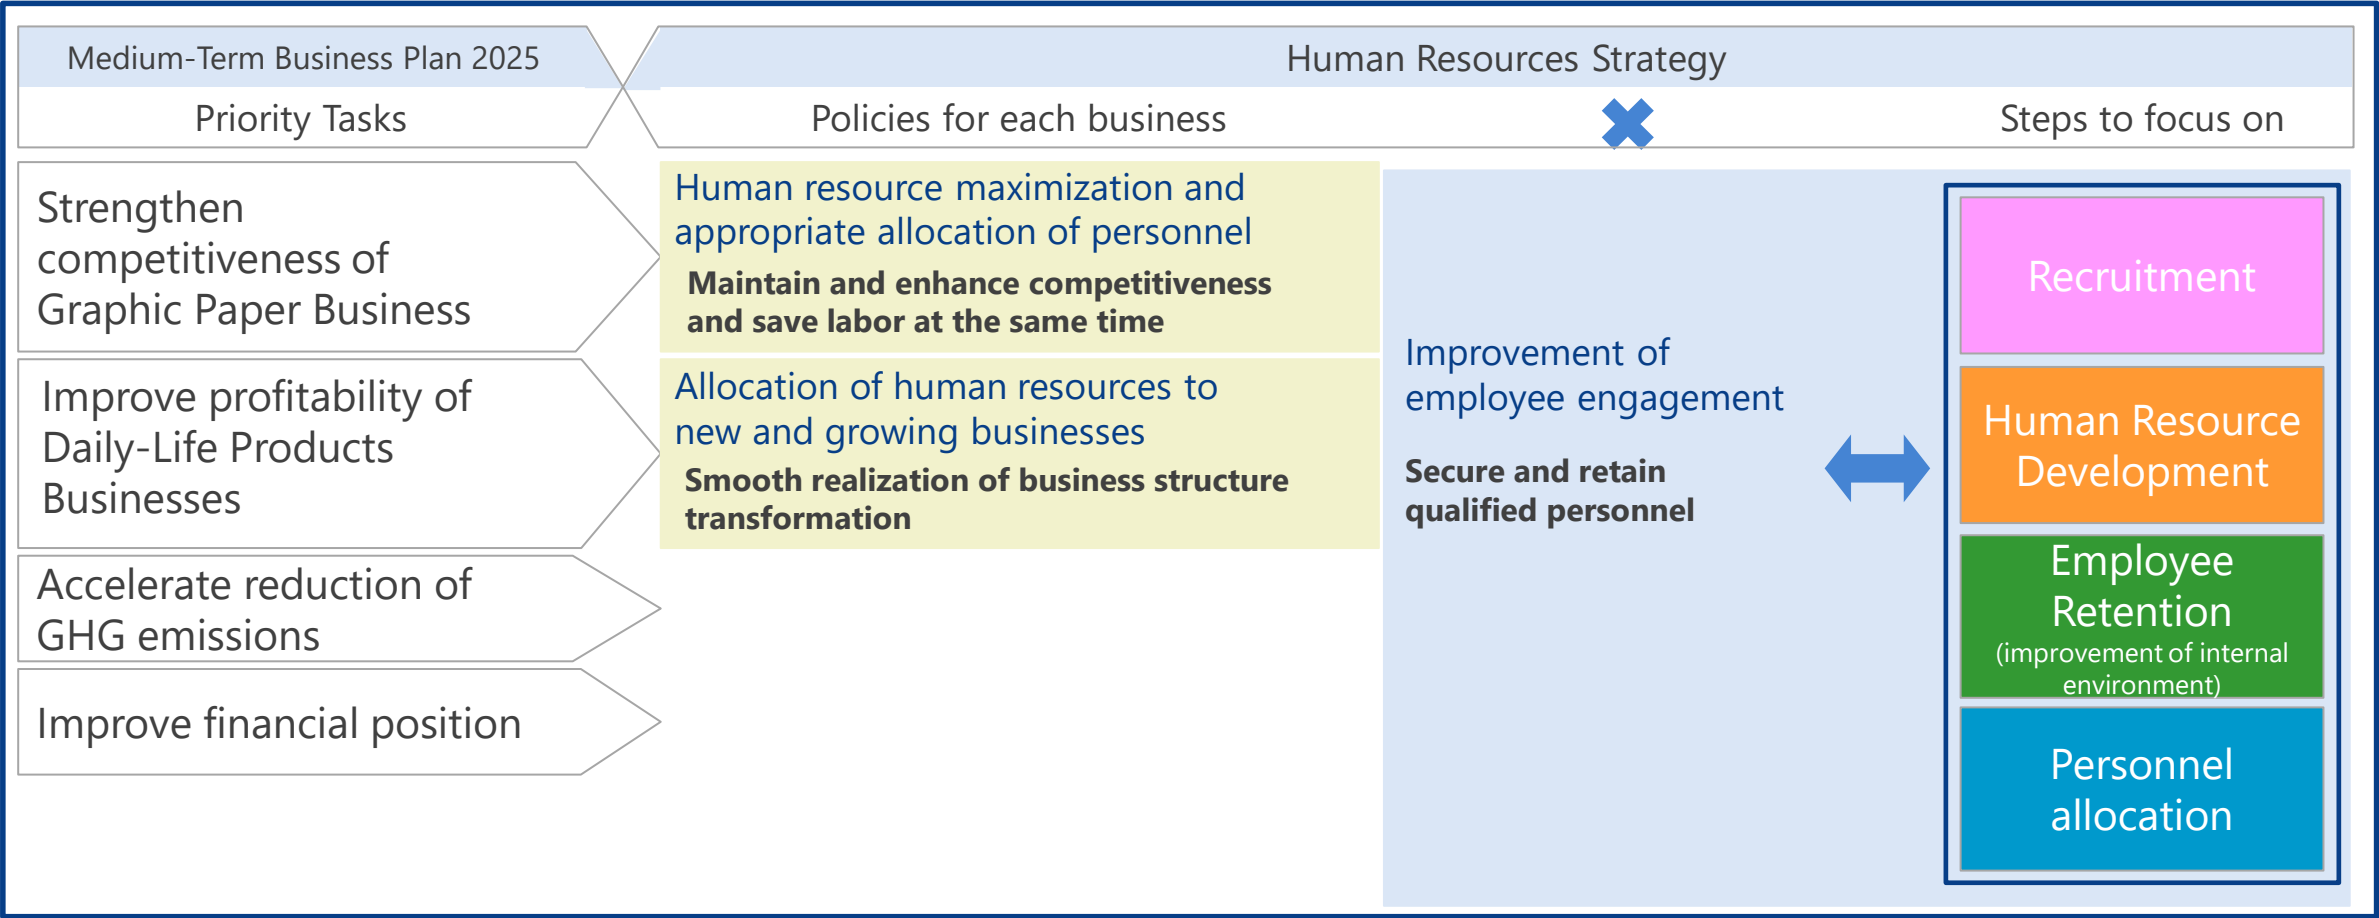 Medium-Term Business Plan 2025
Human Resources Strategy
Priority Tasks
Policies for each business
Steps to focus on
Strengthen
competitiveness of
Graphic Paper Business
Human resource maximization and
appropriate allocation of personnel
Maintain and enhance competitiveness
and save labor at the same time
Improve profitability of
Daily-Life Products
Businesses
Allocation of human resources to
new and growing businesses
Smooth realization of business structure
transformation
Accelerate reduction of
GHG emissions
Improve financial position
Improvement of
employee engagement
Secure and retain
qualified personnel
Recruitment
Human Resource
Development
Employee
Retention
(improvement of internal
environment)
Personnel
allocation